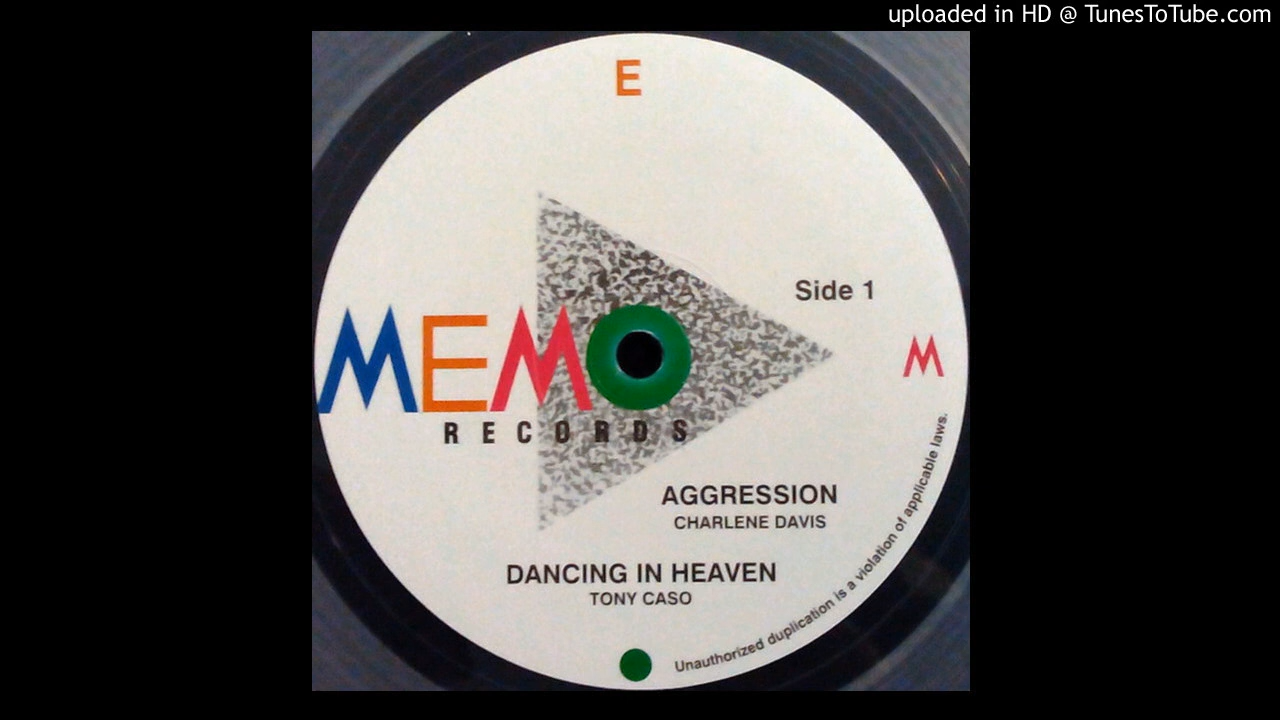 uploaded in HD @ TunesToTube.com
E
Side 1
MEMO
M
RECORDS
AGGRESSION
CHARLENE DAVIS
DANCING IN HEAVEN
TONY CASO
Unauthorized duplication is a violation of applicable laws.